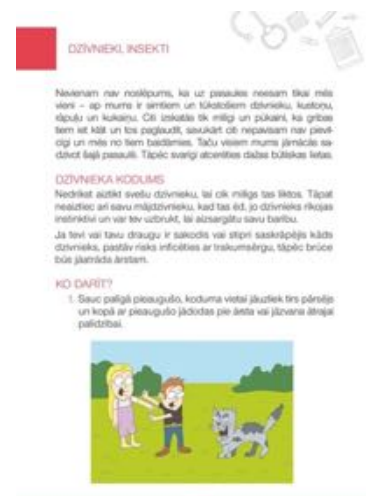 DZĪVNIEKI, INSEKTI
Nevienam nav noslēpums, ka uz pasaules neesam tikai mēs
vieni – ap mums ir simtiem un tūkstošiem dzīvnieku, kustoņu,
rāpuļu un kukaiņu. Citi izskatās tik mīlīgi un pūkaini, ka gribas
tiem iet klāt un tos paglaudīt, savukārt citi nepavisam nav pievil-
cīgi un mēs no tiem baidāmies. Taču visiem mums jāmācās sa-
dzīvot šajā pasaulē. Tāpēc svarīgi atcerēties dažas būtiskas lietas.
DZĪVNIEKA KODUMS
Nedrīkst aiztikt svešu dzīvnieku, lai cik mīlīgs tas liktos. Tāpat
neaiztiec arī savu mājdzīvnieku, kad tas ēd, jo dzīvnieks rīkojas
instinktīvi un var tev uzbrukt, lai aizsargātu savu barību.
Ja tevi vai tavu draugu ir sakodis vai stipri saskrāpējis kāds
dzīvnieks, pastāv risks inficēties ar trakumsērgu, tāpēc brūce
būs jāatrāda ārstam.
KO DARĪT?
1. Sauc palīgā pieaugušo, koduma vietai jāuzliek tīrs pārsējs
un kopā ar pieaugušo jādodas pie ārsta vai jāzvana ātrajai
palīdzībai.